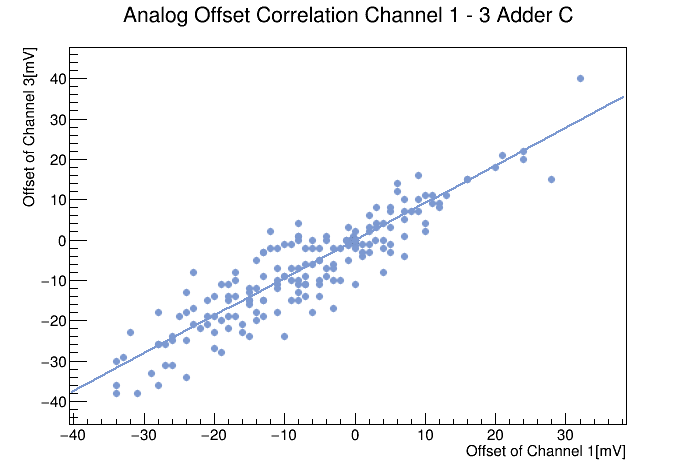 Analog Offset Correlation Channel 1 - 3 Adder C
Offset of Channel 3[mV]
40
30
20
10
0
−10
−20
−30
−40
−40 −30 −20 −10 0 10 20 30
Offset of Channel 1[mV]